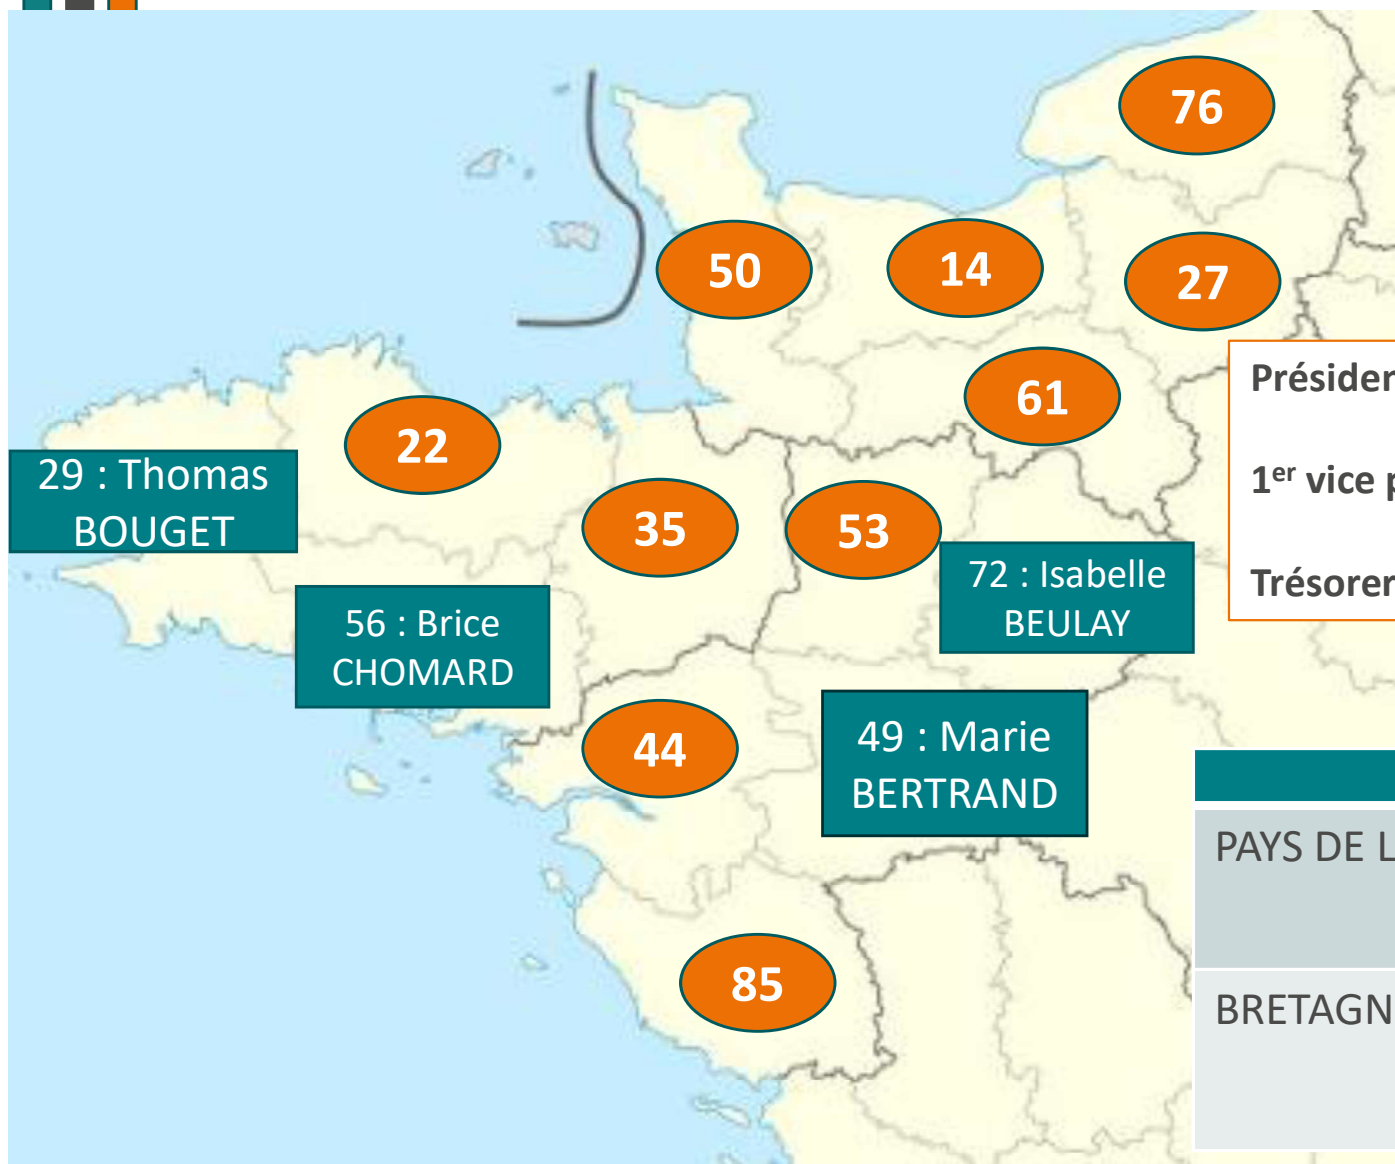 76
50
14
27
61
22
29 : Thomas
BOUGET
35
53
72 : Isabelle
BEULAY
56 : Brice
CHOMARD
44
49 : Marie
BERTRAND
85
Présiden
1er vice p
Trésorer
PAYS DE L
BRETAGN